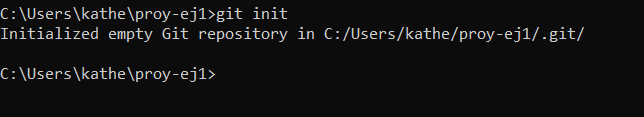 C:\Users\kathe\proy-ej1>git init
Initialized empty Git repository in C:/Users/kathe/proy-ej1/.git/
C:\Users\kathe\proy-ej1>